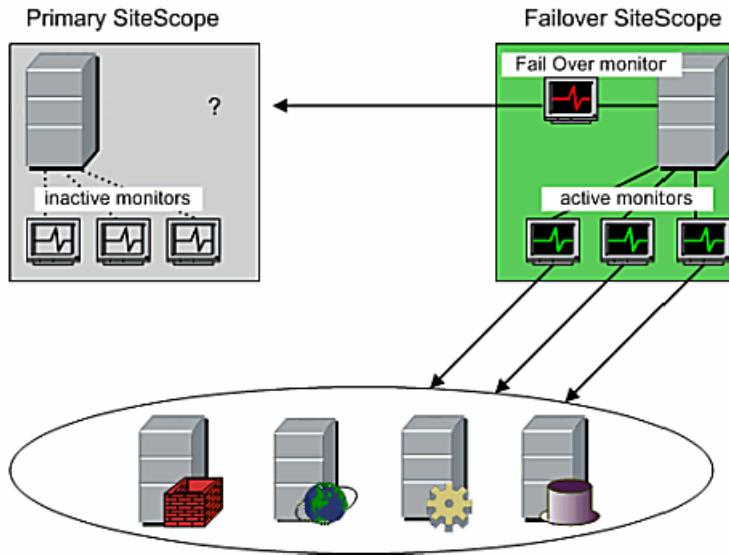 Primary SiteScope
Failover SiteScope
Fail Over monitor
?
inactive monitors
active monitors